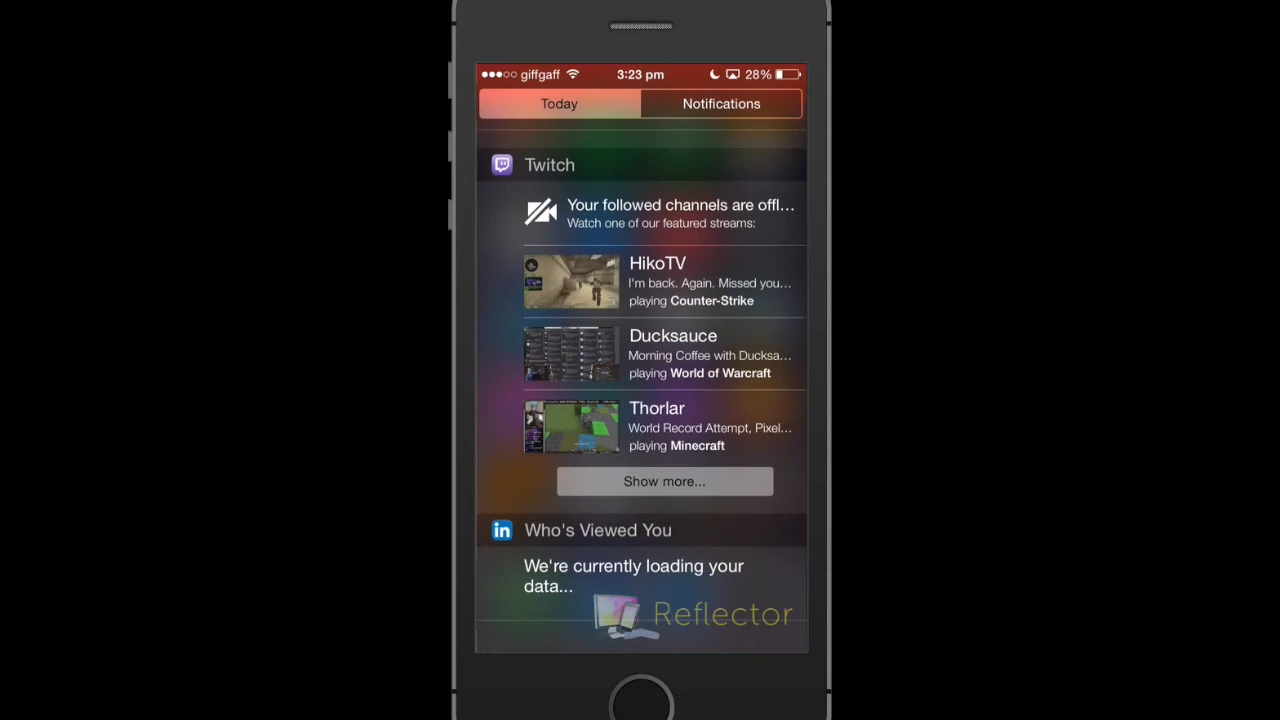 giffgaff 3:23 pm 28%
Today Notifications
Twitch
Your followed channels are offl...
Watch one of our featured streams:
HikoTV
I'm back. Again. Missed you...
playing Counter-Strike
Ducksauce
Morning Coffee with Ducksa...
playing World of Warcraft
Thorlar
World Record Attempt, Pixel...
playing Minecraft
Show more...
in Who's Viewed You
We're currently loading your
data...
Reflector